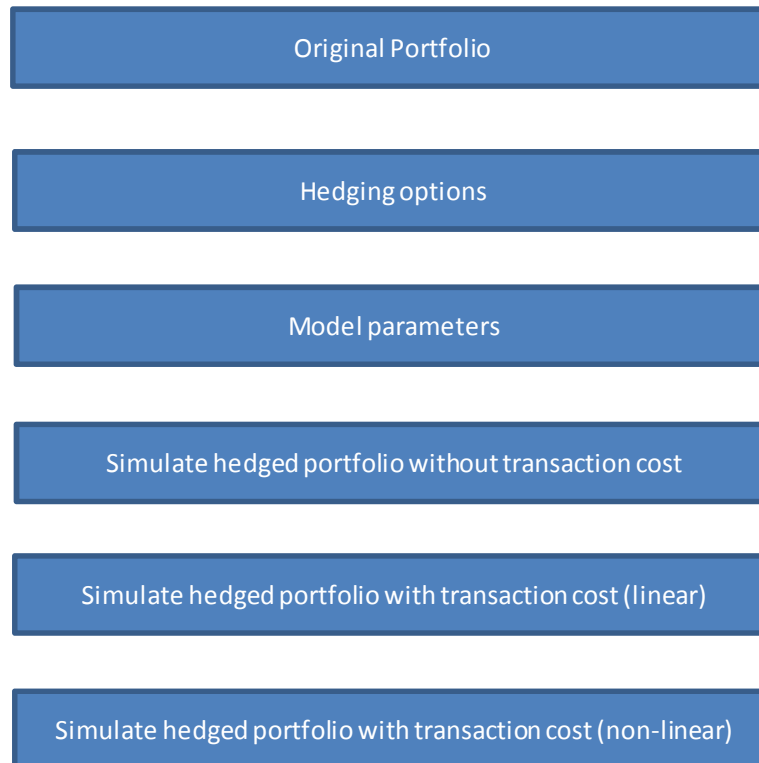 Original Portfolio
Hedging options
Model parameters
Simulate hedged portfolio without transaction cost
Simulate hedged portfolio with transaction cost (linear)
Simulate hedged portfolio with transaction cost (non-linear)